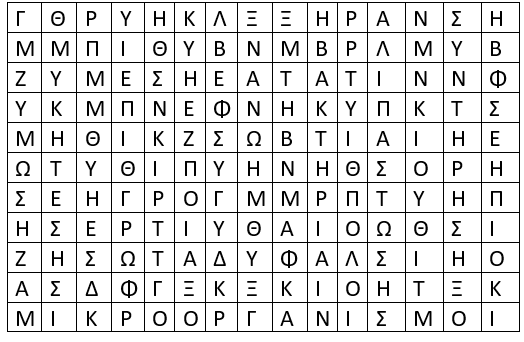 Γ Θ Ρ Υ Η Κ Λ Ξ Ξ Η Ρ Α Ν Σ Η
Μ Μ Π Ι Θ Υ Β Ν Μ Β Ρ Λ Μ Υ Β
Ζ Υ Μ Ε Σ Η Ε Α Τ Α Τ Ι Ν Ν Φ
Υ Κ Μ Π Ν Ε Φ Ν Η Κ Υ Π Κ Τ Σ
Μ Η Θ Ι Κ Ζ Σ Ω Β Τ Ι Α Ι Η Ε
Ω Τ Υ Θ Ι Π Υ Η Ν Η Θ Σ Ο Ρ Η
Σ Ε Η Γ Ρ Ο Γ Μ Μ Ρ Π Τ Υ Η Π
Η Σ Ε Ρ Τ Ι Υ Θ Α Ι Ο Ω Θ Σ Ι
Ζ Η Σ Ω Τ Α Δ Υ Φ Α Λ Σ Ι Η Ο
Α Σ Δ Φ Γ Ξ Κ Ξ Κ Ι Ο Η Τ Ξ Κ
Μ Ι Κ Ρ Ο Ο Ρ Γ Α Ν Ι Σ Μ Ο Ι